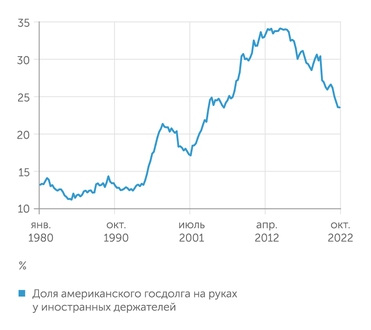 35
30
25
20
15
10
янв. окт. июль апр. окт.
1980 1990 2001 2012 2022
%
Доля американского госдолга на руках
у иностранных держателей